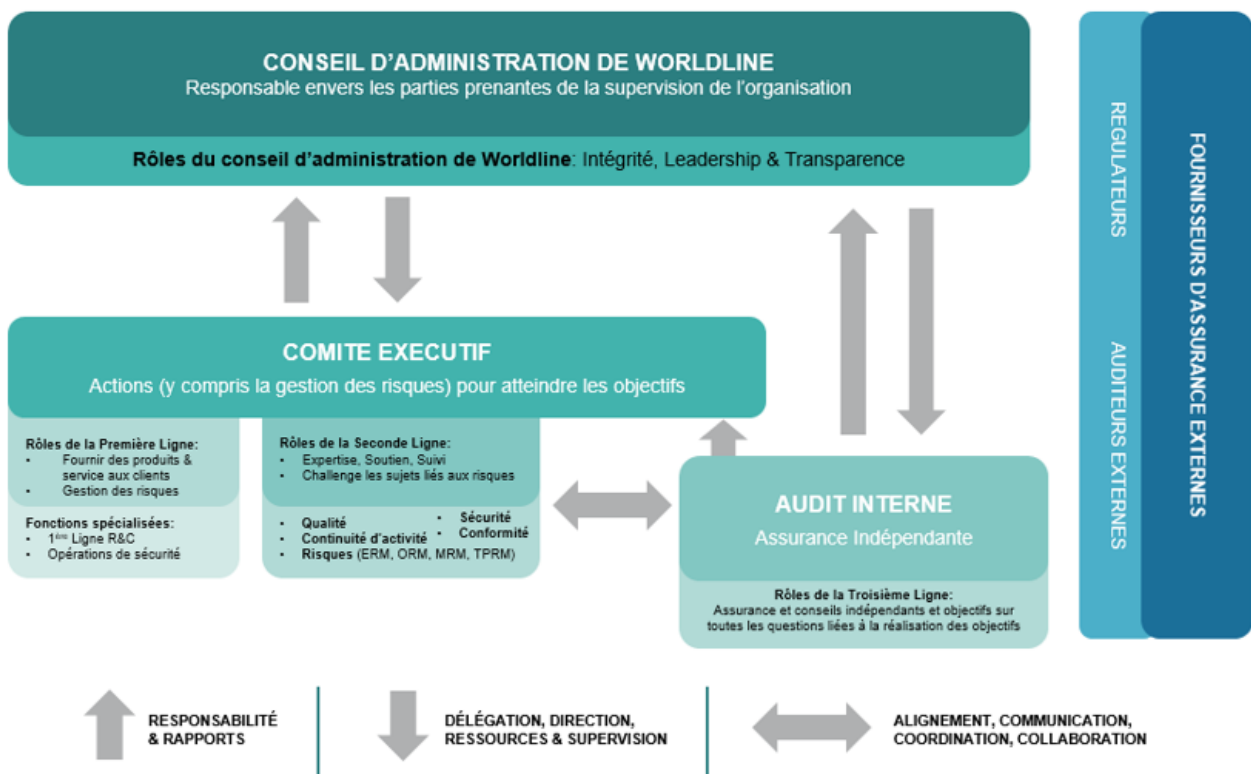 CONSEIL D'ADMINISTRATION DE WORLDLINE
Responsable envers les parties prenantes de la supervision de l'organisation
Rôles du conseil d'administration de Worldline: Intégrité, Leadership & Transparence
COMITE EXECUTIF
Actions (y compris la gestion des risques) pour atteindre les objectifs
Rôles de la Première Ligne:
• Fournir des produits &
service aux clients
• Gestion des risques
Fonctions spécialisées:
• 1ère Ligne R&C
• Opérations de sécurité
Rôles de la Seconde Ligne:
• Expertise, Soutien, Suivi
• Challenge les sujets liés aux risques
• Qualité
• Continuité d'activité
• Risques (ERM, ORM, MRM, TPRM)
• Sécurité
• Conformité
AUDIT INTERNE
Assurance Indépendante
Rôles de la Troisième Ligne:
Assurance et conseils indépendants et objectifs sur
toutes les questions liées à la réalisation des objectifs
REGULATEURS
AUDITEURS EXTERNES
FOURNISSEURS D'ASSURANCE EXTERNES
RESPONSABILITÉ
& RAPPORTS
DÉLÉGATION, DIRECTION,
RESSOURCES & SUPERVISION
ALIGNEMENT, COMMUNICATION,
COORDINATION, COLLABORATION